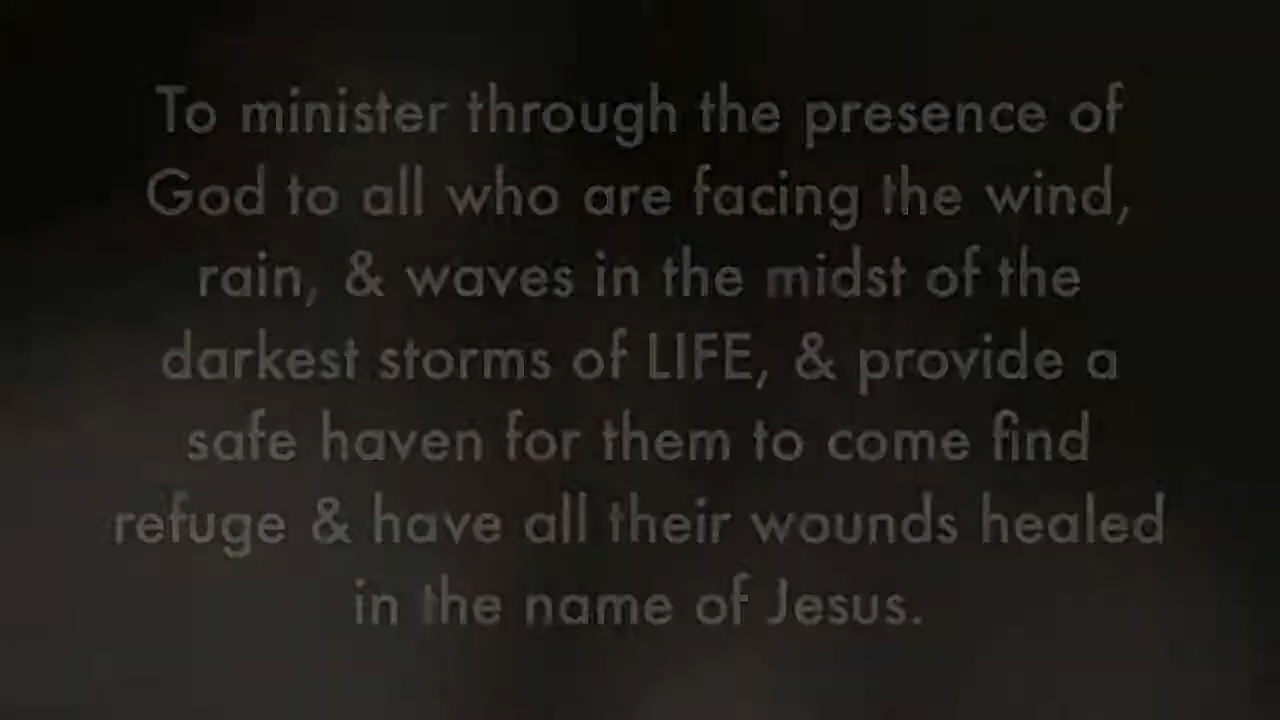 To minister through the presence of
God to all who are facing the wind,
rain, & waves in the midst of the
darkest storms of LIFE, & provide a
safe haven for them to come find
refuge & have all their wounds healed
in the name of Jesus.